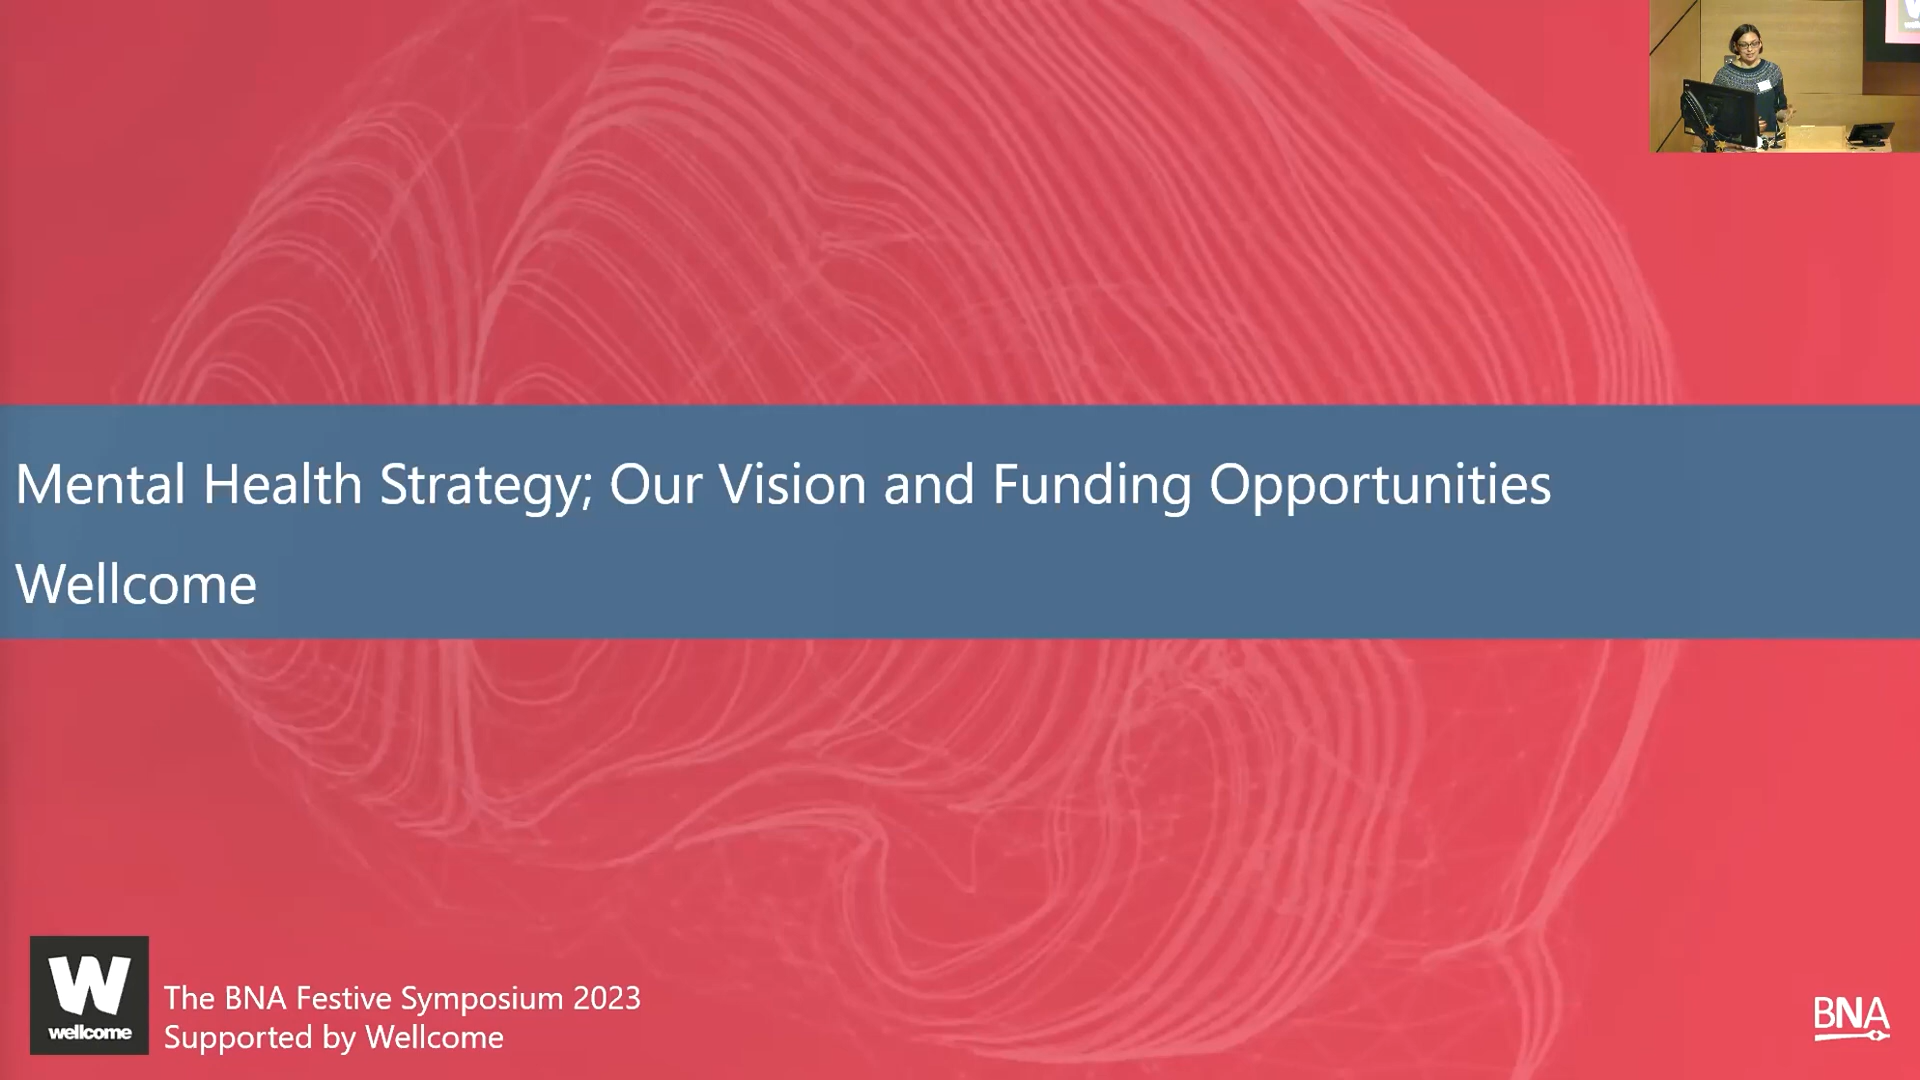 Mental Health Strategy; Our Vision and Funding Opportunities
Wellcome
W
wellcome
The BNA Festive Symposium 2023
Supported by Wellcome
BNA